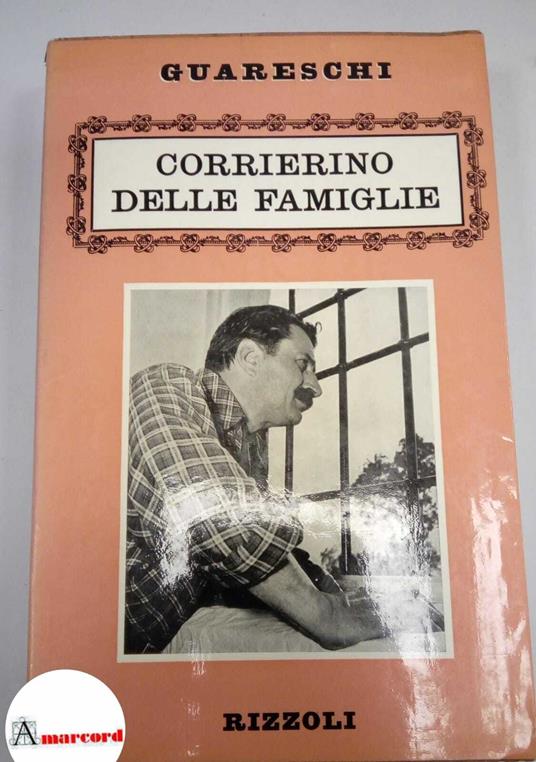 GUARESCHI
CORRIERINO
DELLE FAMIGLIE
RIZZOLI
Amarcord